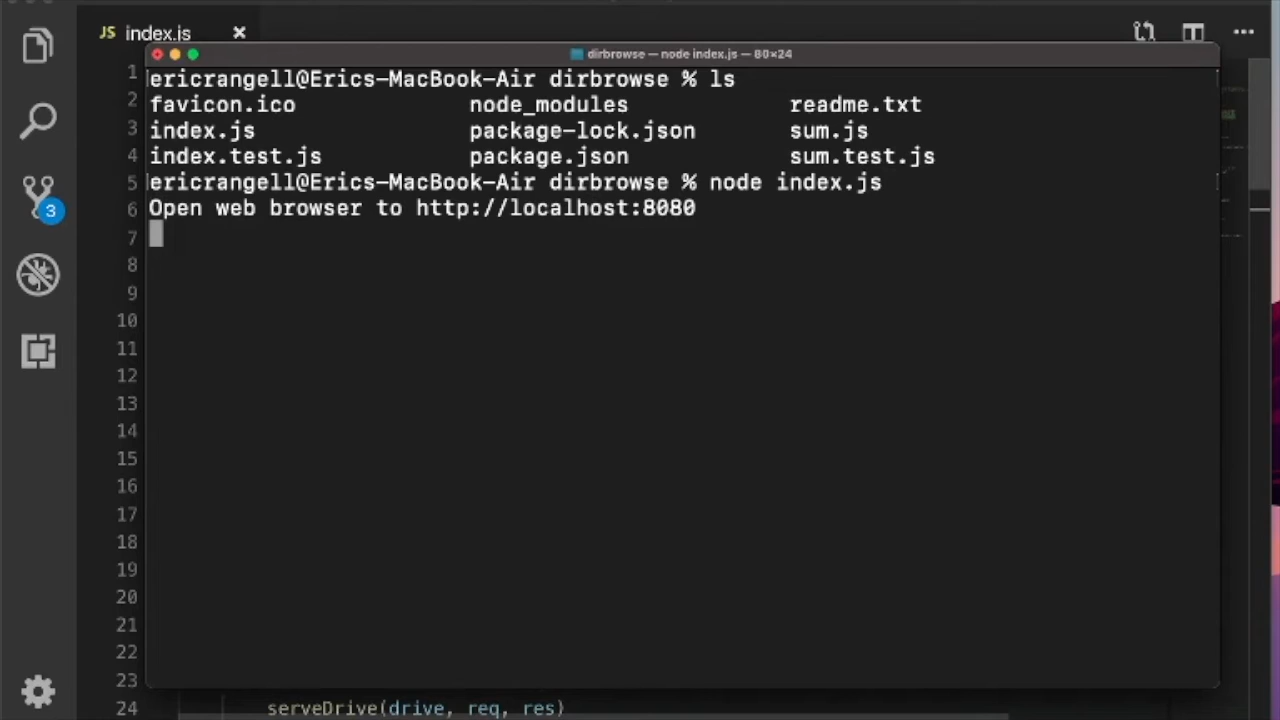 JS index.js
dirbrowse — node index.js — 80×24
ericrangell@Erics-MacBook-Air dirbrowse % ls
favicon.ico node_modules readme.txt
index.js package-lock.json sum.js
index.test.js package.json sum.test.js
ericrangell@Erics-MacBook-Air dirbrowse % node index.js
Open web browser to http://localhost:8080
3
1
2
3
4
5
6
7
8
9
10
11
12
13
14
15
16
17
18
19
20
21
22
23
24 serveDrive(drive, req, res)